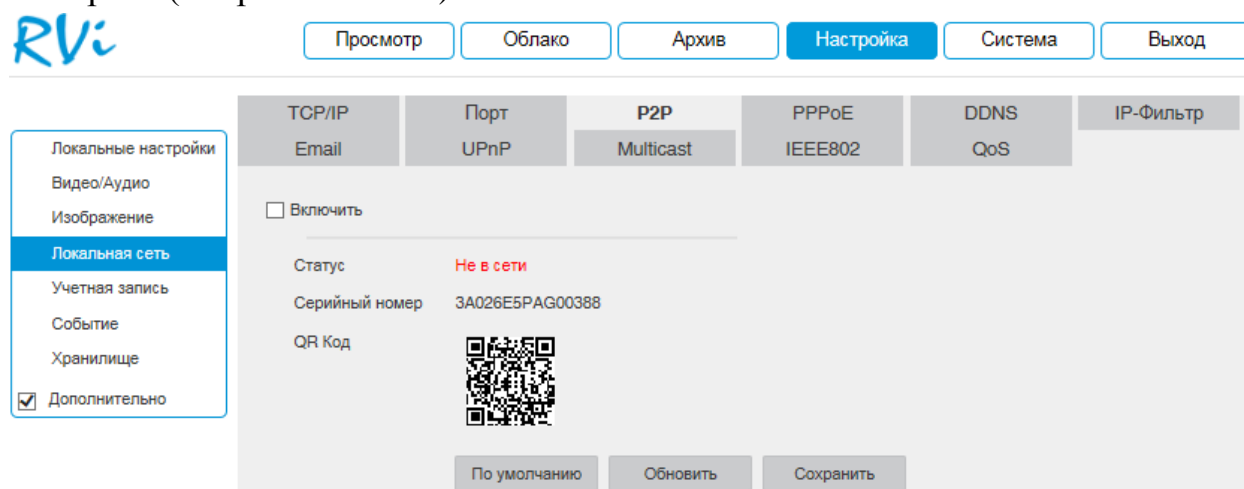 RVi
Просмотр Облако Архив Настройка Система Выход
TCP/IP Порт P2P PPPoE DDNS IP-Фильтр
Email UPnP Multicast IEEE802 QoS
Локальные настройки
Видео/Аудио
Изображение
Локальная сеть
Учетная запись
Событие
Хранилище
Дополнительно
Включить
Статус Не в сети
Серийный номер 3A026E5PAG00388
QR Код
По умолчанию Обновить Сохранить